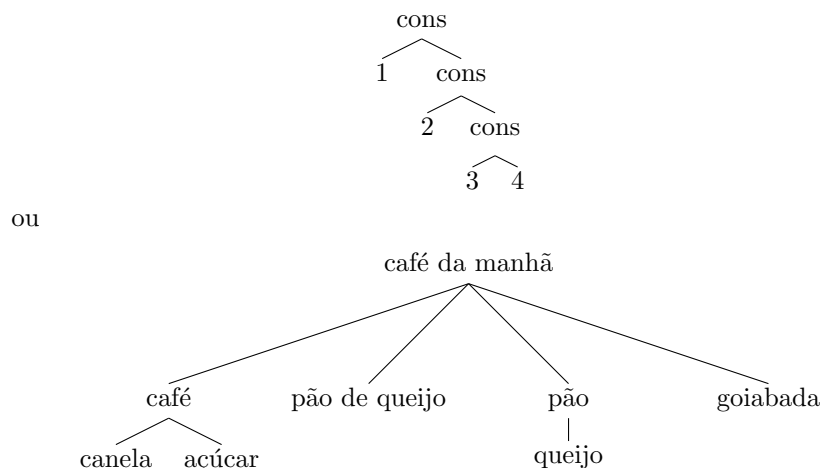 cons
1 cons
2 cons
3 4
ou
café da manhã
café pão de queijo pão goiabada
canela açúcar queijo